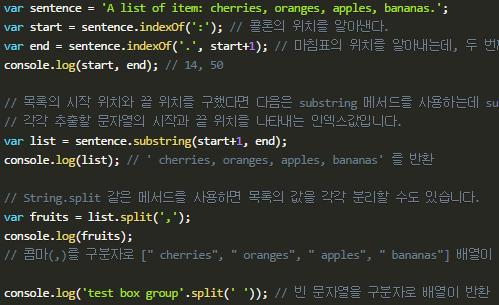 var sentence = 'A list of item: cherries, oranges, apples, bananas.';
var start = sentence.indexOf(':'); // 콜론의 위치를 알아낸다.
var end = sentence.indexOf('.', start+1); // 마침표의 위치를 알아내는데, 두 번째
console.log(start, end); // 14, 50
// 목록의 시작 위치와 끝 위치를 구했다면 다음은 substring 메서드를 사용하는데 su
// 각각 추출할 문자열의 시작과 끝 위치를 나타내는 인덱스값입니다.
var list = sentence.substring(start+1, end);
console.log(list); // ' cherries, oranges, apples, bananas' 를 반환
// String.split 같은 메서드를 사용하면 목록의 값을 각각 분리할 수도 있습니다.
var fruits = list.split(',');
console.log(fruits);
// 콤마(,)을 구분자로 [" cherries", " oranges", " apples", " bananas"] 배열이
console.log('test box group'.split(' ')); // 빈 문자열을 구분자로 배열이 반환